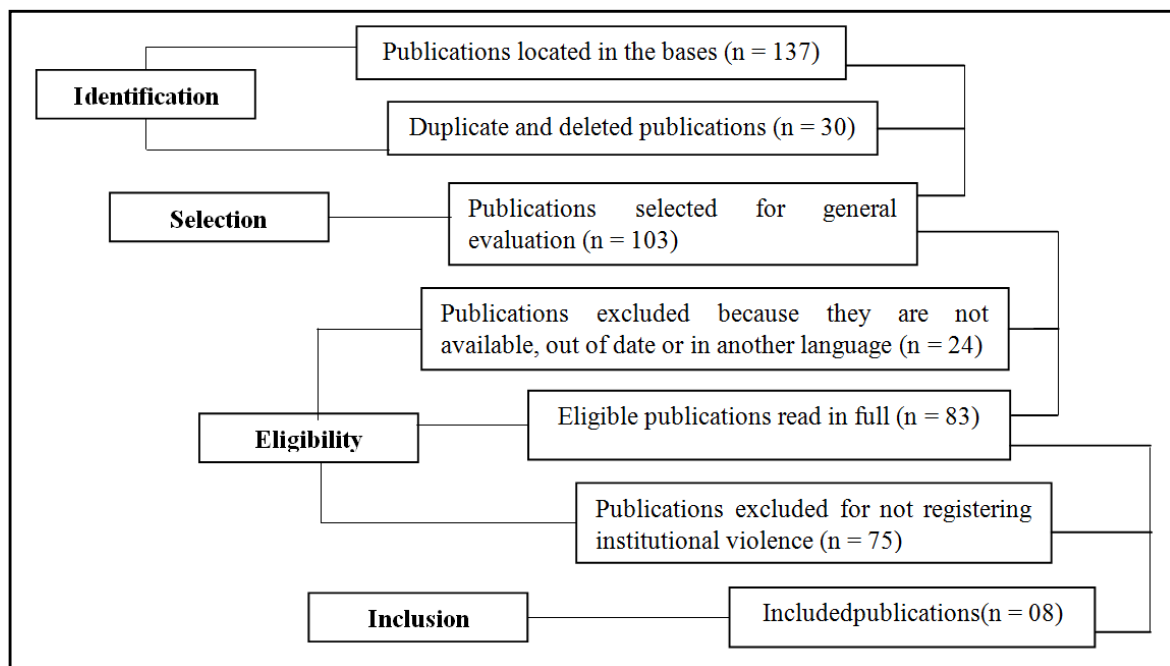 Publications located in the bases (n = 137)
Identification
Duplicate and deleted publications (n = 30)
Selection
Publications selected for general
evaluation (n = 103)
Publications excluded because they are not
available, out of date or in another language (n = 24)
Eligibility
Eligible publications read in full (n = 83)
Publications excluded for not registering
institutional violence (n = 75)
Inclusion
Includedpublications(n = 08)